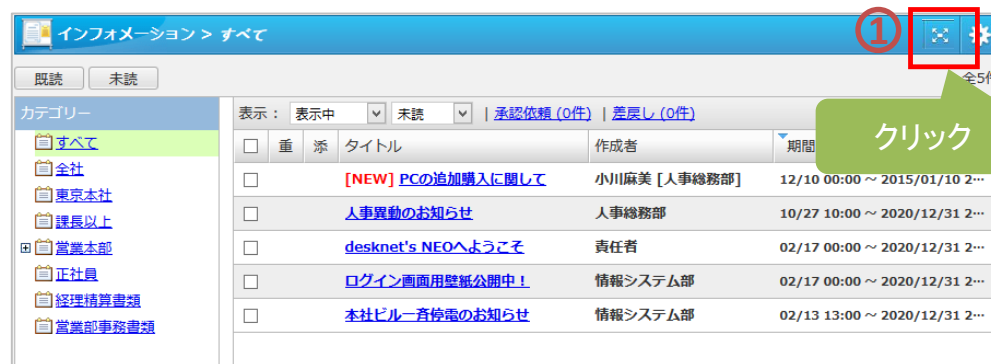 インフォメーション > すべて
①
既読 未読
全5件
カテゴリー
表示： 表示中 未読 | 承認依頼 (0件) | 差戻し (0件)
クリック
すべて
重 添 タイトル 作成者 期間
全社
[NEW] PCの追加購入に関して 小川麻美 [人事総務部] 12/10 00:00 ～ 2015/01/10 2…
東京本社
課長以上
人事異動のお知らせ 人事総務部 10/27 10:00 ～ 2020/12/31 2…
営業本部
desknet's NEOへようこそ 責任者 02/17 00:00 ～ 2020/12/31 2…
正社員
ログイン画面用壁紙公開中！ 情報システム部 02/17 00:00 ～ 2020/12/31 2…
経理精算書類
本社ビル一斉停電のお知らせ 情報システム部 02/13 13:00 ～ 2020/12/31 2…
営業部事務書類